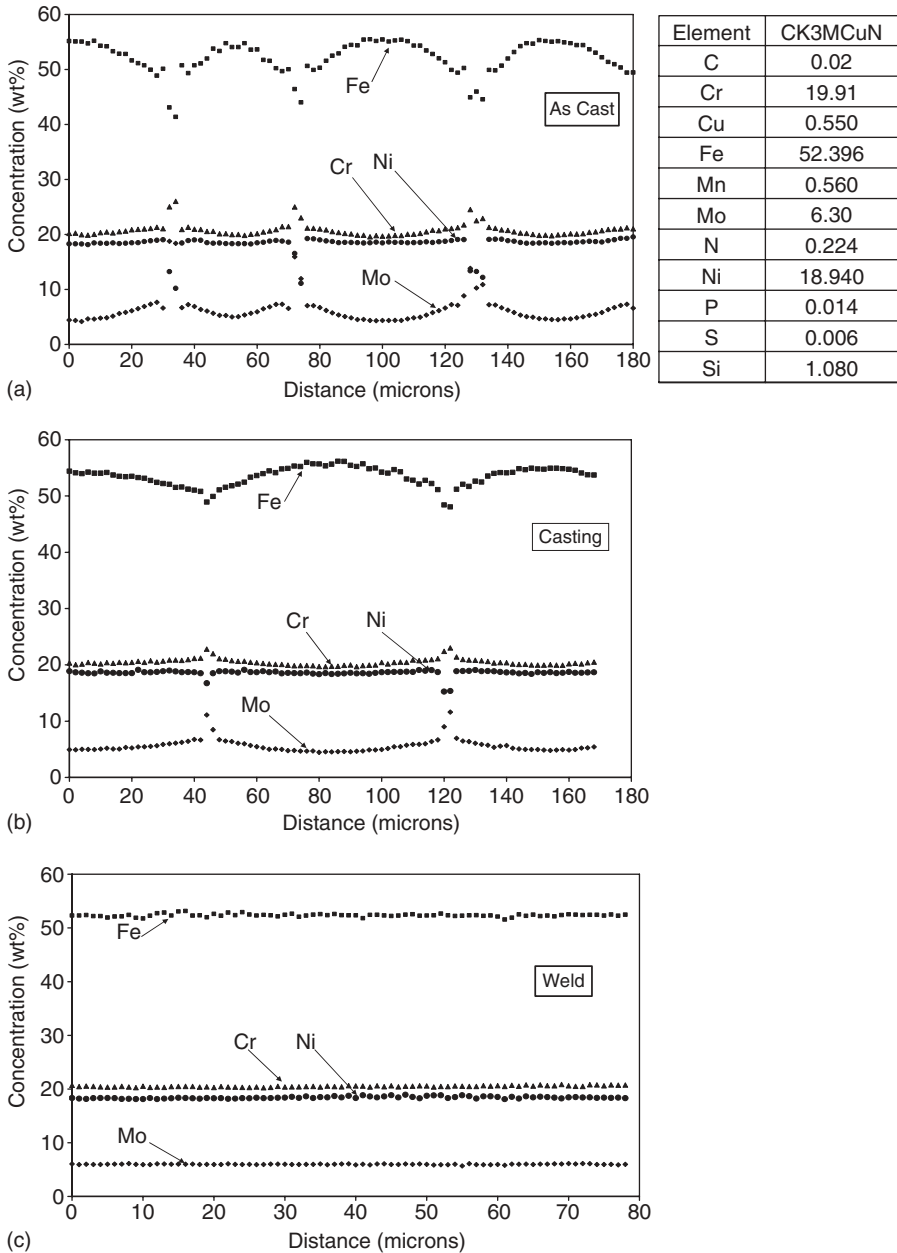 60
50
40
30
20
10
0
Concentration (wt%)
Fe
As Cast
Cr
Ni
Mo
0 20 40 60 80 100 120 140 160 180
Distance (microns)
(a)
Element CK3MCuN
C 0.02
Cr 19.91
Cu 0.550
Fe 52.396
Mn 0.560
Mo 6.30
N 0.224
Ni 18.940
P 0.014
S 0.006
Si 1.080
60
50
40
30
20
10
0
Concentration (wt%)
Fe
Casting
Cr
Ni
Mo
0 20 40 60 80 100 120 140 160 180
Distance (microns)
(b)
60
50
40
30
20
10
0
Concentration (wt%)
Fe
Weld
Cr
Ni
Mo
0 10 20 30 40 50 60 70 80
Distance (microns)
(c)